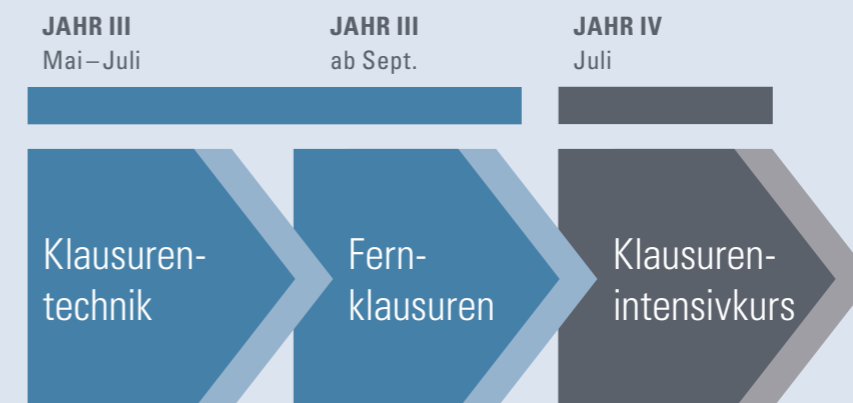 JAHR III
Mai–Juli
JAHR III
ab Sept.
JAHR IV
Juli
Klausuren-
technik
Fern-
klausuren
Klausuren-
intensivkurs